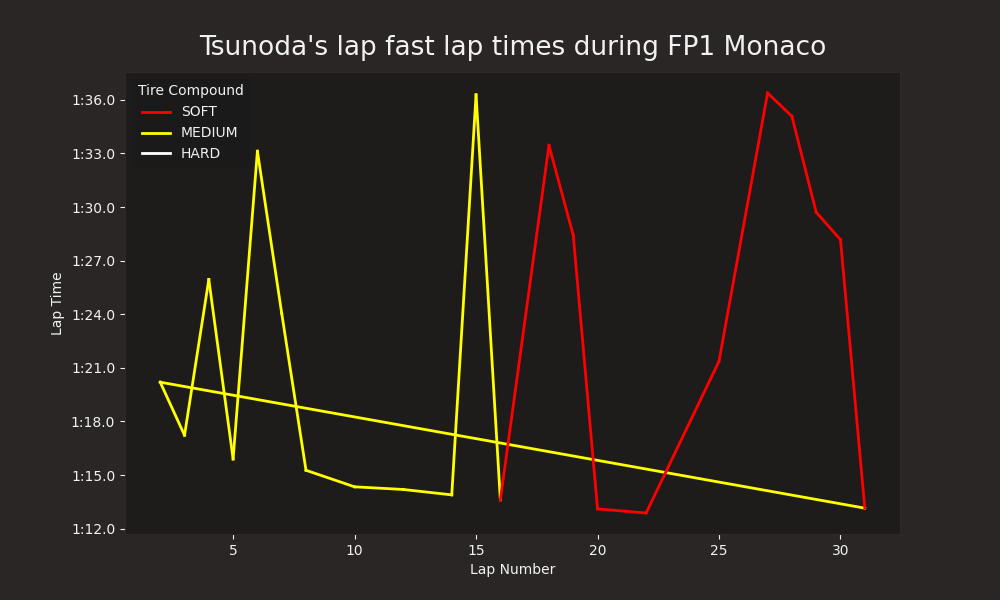 Tsunoda's lap fast lap times during FP1 Monaco
Tire Compound
SOFT
MEDIUM
HARD
1:36.0
1:33.0
1:30.0
1:27.0
1:24.0
1:21.0
1:18.0
1:15.0
1:12.0
Lap Time
5 10 15 20 25 30
Lap Number